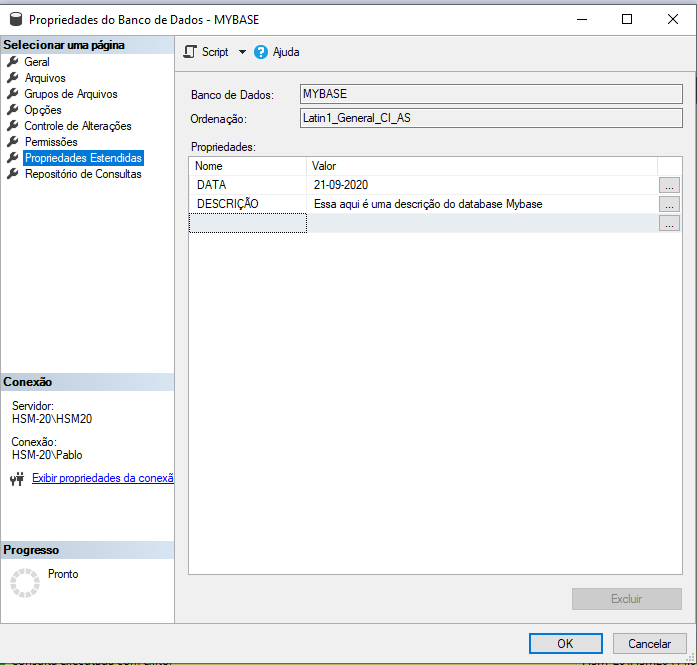 Propriedades do Banco de Dados - MYBASE
Selecionar uma página
Geral
Arquivos
Grupos de Arquivos
Opções
Controle de Alterações
Permissões
Propriedades Estendidas
Repositório de Consultas
Script
Ajuda
Banco de Dados: MYBASE
Ordenação: Latin1_General_CI_AS
Propriedades:
Nome Valor
DATA 21-09-2020 ...
DESCRIÇÃO Essa aqui é uma descrição do database Mybase ...
...
Conexão
Servidor:
HSM-20\HSM20
Conexão:
HSM-20\Pablo
Exibir propriedades da conexã
Progresso
Pronto
Excluir
OK Cancelar